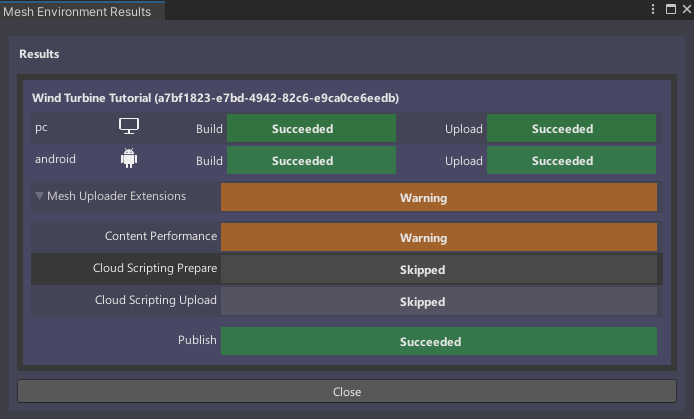 Mesh Environment Results
Results
Wind Turbine Tutorial (a7bf1823-e7bd-4942-82c6-e9ca0ce6eedb)
pc Build Succeeded Upload Succeeded
android Build Succeeded Upload Succeeded
Mesh Uploader Extensions Warning
Content Performance Warning
Cloud Scripting Prepare Skipped
Cloud Scripting Upload Skipped
Publish Succeeded
Close